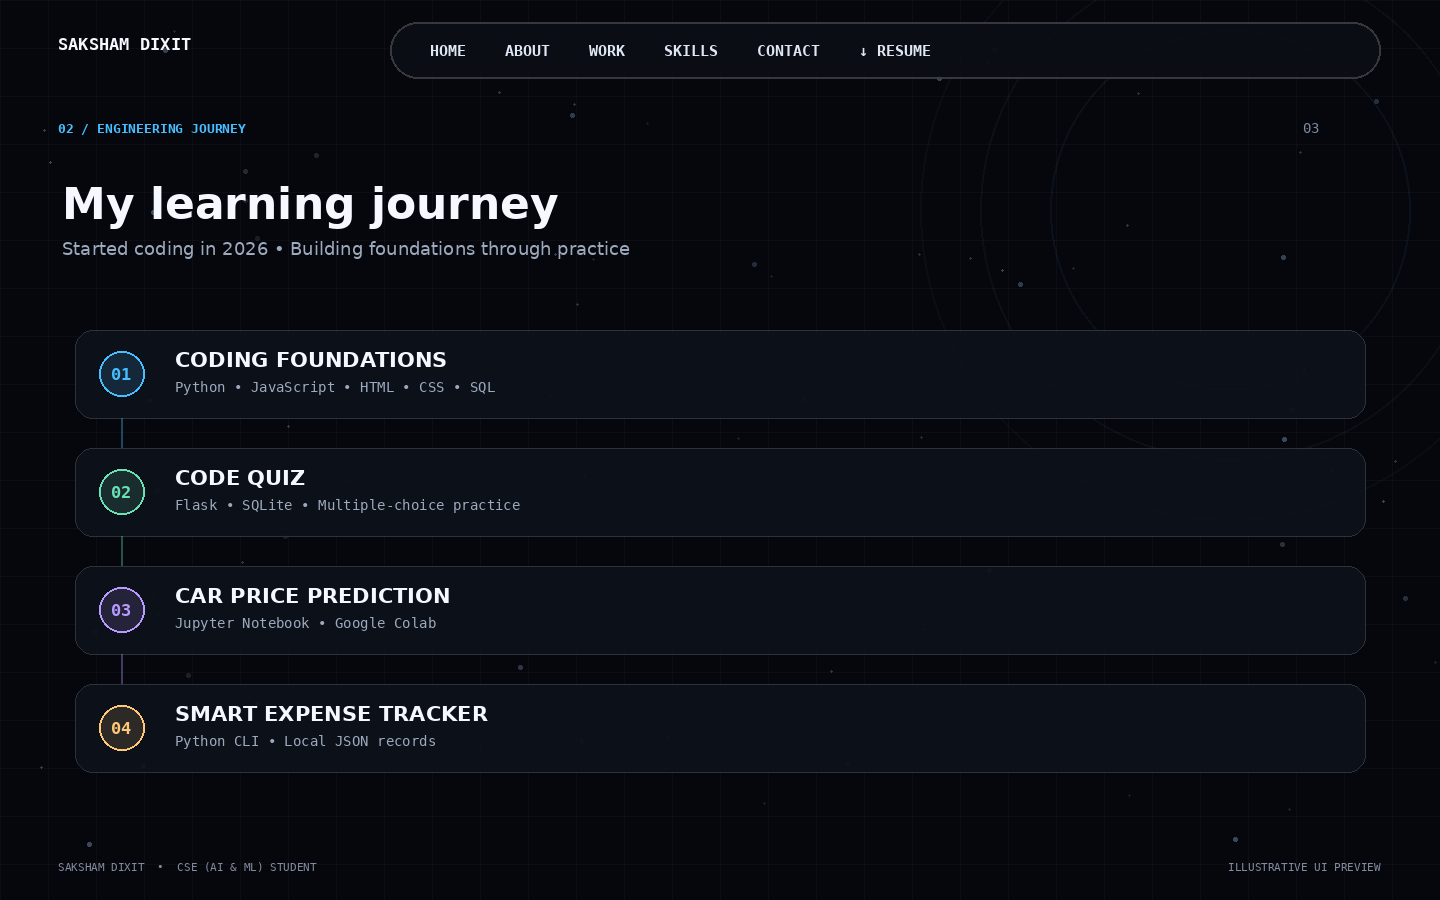 SAKSHAM DIXIT
HOME ABOUT WORK SKILLS CONTACT ↓ RESUME
02 / ENGINEERING JOURNEY
03
My learning journey
Started coding in 2026 • Building foundations through practice
01
CODING FOUNDATIONS
Python • JavaScript • HTML • CSS • SQL
02
CODE QUIZ
Flask • SQLite • Multiple-choice practice
03
CAR PRICE PREDICTION
Jupyter Notebook • Google Colab
04
SMART EXPENSE TRACKER
Python CLI • Local JSON records
SAKSHAM DIXIT • CSE (AI & ML) STUDENT
ILLUSTRATIVE UI PREVIEW